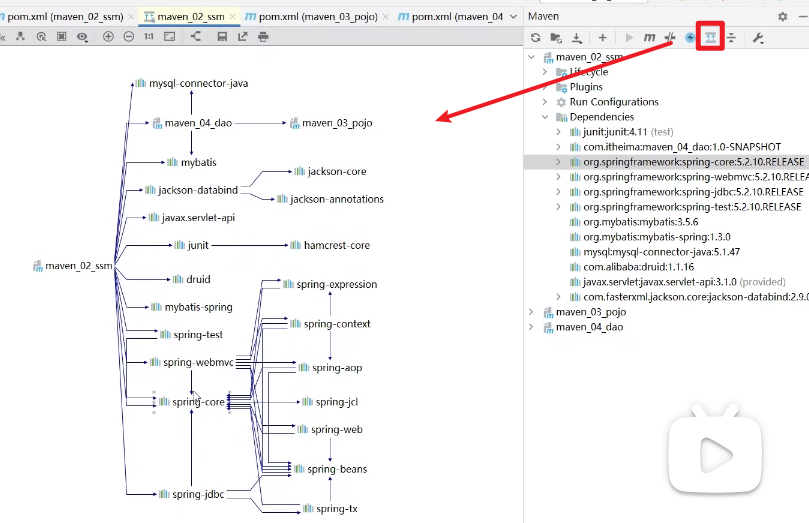 pom.xml (maven_02_ssm)
maven_02_ssm
pom.xml (maven_03_pojo)
pom.xml (maven_04
Maven
1:1
mysql-connector-java
maven_04_dao
maven_03_pojo
mybatis
jackson-databind
jackson-core
jackson-annotations
javax.servlet-api
junit
hamcrest-core
maven_02_ssm
druid
mybatis-spring
spring-test
spring-webmvc
spring-core
spring-jdbc
spring-expression
spring-context
spring-aop
spring-jcl
spring-web
spring-beans
spring-tx
maven_02_ssm
Lifecycle
Plugins
Run Configurations
Dependencies
junit:junit:4.11 (test)
com.itheima:maven_04_dao:1.0-SNAPSHOT
org.springframework:spring-core:5.2.10.RELEASE
org.springframework:spring-webmvc:5.2.10.RELEA
org.springframework:spring-jdbc:5.2.10.RELEASE
org.springframework:spring-test:5.2.10.RELEASE
org.mybatis:mybatis:3.5.6
org.mybatis:mybatis-spring:1.3.0
mysql:mysql-connector-java:5.1.47
com.alibaba:druid:1.1.16
javax.servlet:javax.servlet-api:3.1.0 (provided)
com.fasterxml.jackson.core:jackson-databind:2.9.0
maven_03_pojo
maven_04_dao